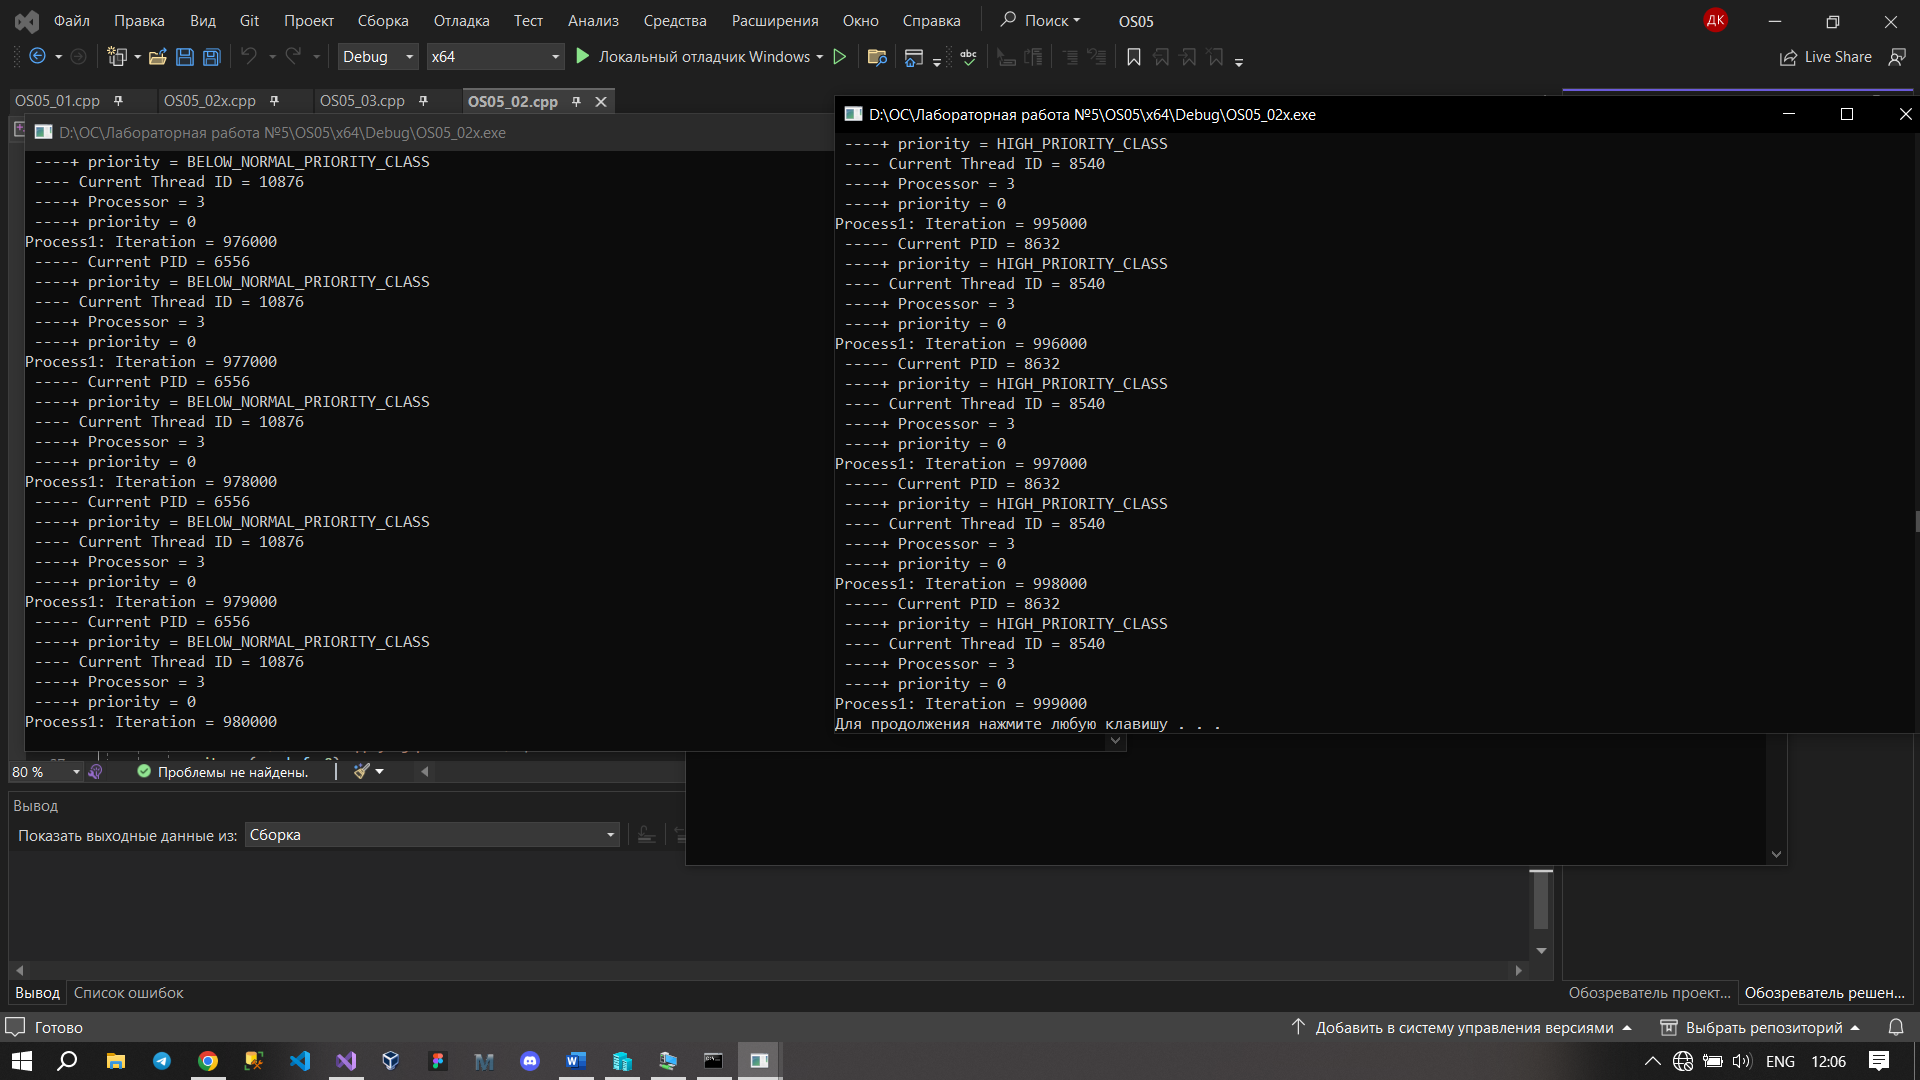 Файл Правка Вид Git Проект Сборка Отладка Тест Анализ Средства Расширения Окно Справка Поиск OS05 ДК
Debug x64 Локальный отладчик Windows abc Live Share
OS05_01.cpp OS05_02x.cpp OS05_03.cpp OS05_02.cpp
D:\ОС\Лабораторная работа №5\OS05\x64\Debug\OS05_02x.exe
----+ priority = BELOW_NORMAL_PRIORITY_CLASS
---- Current Thread ID = 10876
----+ Processor = 3
----+ priority = 0
Process1: Iteration = 976000
----- Current PID = 6556
----+ priority = BELOW_NORMAL_PRIORITY_CLASS
---- Current Thread ID = 10876
----+ Processor = 3
----+ priority = 0
Process1: Iteration = 977000
----- Current PID = 6556
----+ priority = BELOW_NORMAL_PRIORITY_CLASS
---- Current Thread ID = 10876
----+ Processor = 3
----+ priority = 0
Process1: Iteration = 978000
----- Current PID = 6556
----+ priority = BELOW_NORMAL_PRIORITY_CLASS
---- Current Thread ID = 10876
----+ Processor = 3
----+ priority = 0
Process1: Iteration = 979000
----- Current PID = 6556
----+ priority = BELOW_NORMAL_PRIORITY_CLASS
---- Current Thread ID = 10876
----+ Processor = 3
----+ priority = 0
Process1: Iteration = 980000
D:\ОС\Лабораторная работа №5\OS05\x64\Debug\OS05_02x.exe
----+ priority = HIGH_PRIORITY_CLASS
---- Current Thread ID = 8540
----+ Processor = 3
----+ priority = 0
Process1: Iteration = 995000
----- Current PID = 8632
----+ priority = HIGH_PRIORITY_CLASS
---- Current Thread ID = 8540
----+ Processor = 3
----+ priority = 0
Process1: Iteration = 996000
----- Current PID = 8632
----+ priority = HIGH_PRIORITY_CLASS
---- Current Thread ID = 8540
----+ Processor = 3
----+ priority = 0
Process1: Iteration = 997000
----- Current PID = 8632
----+ priority = HIGH_PRIORITY_CLASS
---- Current Thread ID = 8540
----+ Processor = 3
----+ priority = 0
Process1: Iteration = 998000
----- Current PID = 8632
----+ priority = HIGH_PRIORITY_CLASS
---- Current Thread ID = 8540
----+ Processor = 3
----+ priority = 0
Process1: Iteration = 999000
Для продолжения нажмите любую клавишу . . .
80 % Проблемы не найдены.
Вывод
Показать выходные данные из: Сборка
Вывод Список ошибок
Обозреватель проект... Обозреватель решен...
Готово Добавить в систему управления версиями Выбрать репозиторий
ENG 12:06